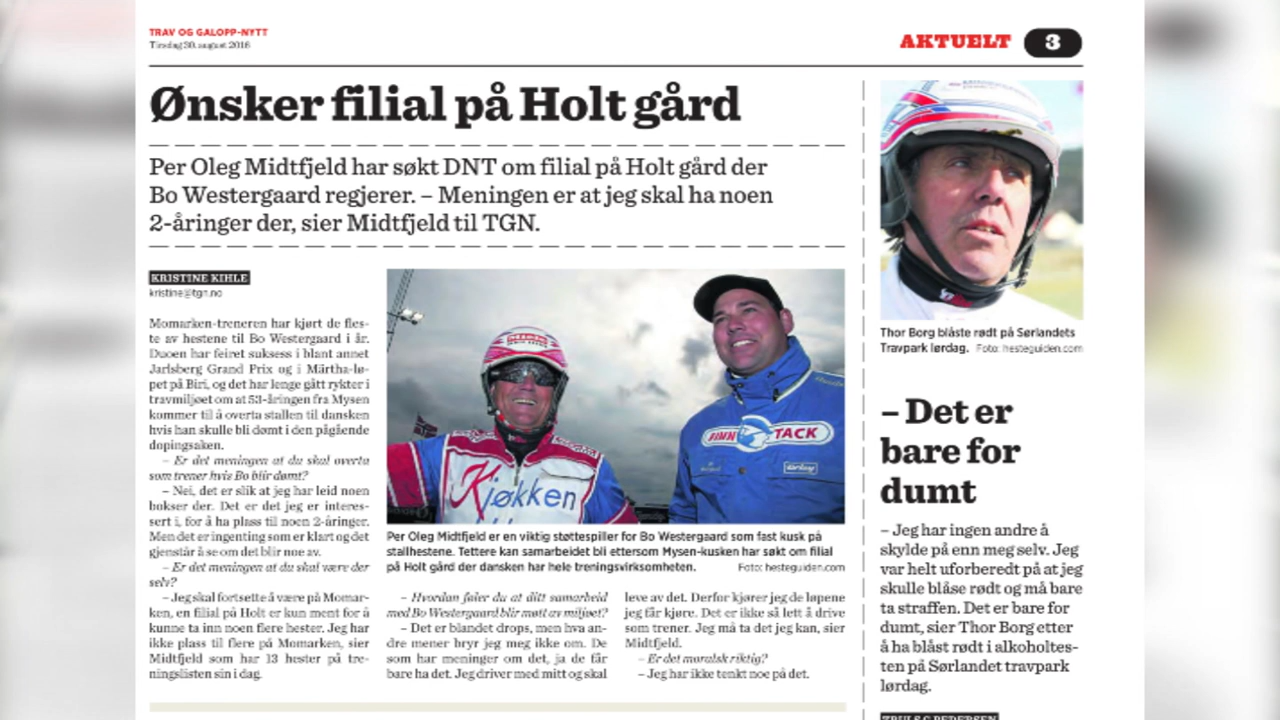 TRAV OG GALOPP-NYTT
Tirsdag 30. august 2016
AKTUELT 3
Ønsker filial på Holt gård
Per Oleg Midtfjeld har søkt DNT om filial på Holt gård der
Bo Westergaard regjerer. – Meningen er at jeg skal ha noen
2-åringer der, sier Midtfjeld til TGN.
KRISTINE KIHLE
kristine@tgn.no
Momarken-treneren har kjørt de fles-
te av hestene til Bo Westergaard i år.
Duoen har feiret suksess i blant annet
Jarlsberg Grand Prix og i Märtha-lø-
pet på Biri, og det har lenge gått rykter i
travmiljøet om at 53-åringen fra Mysen
kommer til å overta stallen til dansken
hvis han skulle bli dømt i den pågående
dopingsaken.
– Er det meningen at du skal overta
som trener hvis Bo blir dømt?
– Nei, det er slik at jeg har leid noen
bokser der. Det er det jeg er interes-
sert i, for å ha plass til noen 2-åringer.
Men det er ingenting som er klart og det
gjenstår å se om det blir noe av.
– Er det meningen at du skal være der
selv?
– Jeg skal fortsette å være på Momar-
ken, en filial på Holt er kun ment for å
kunne ta inn noen flere hester. Jeg har
ikke plass til flere på Momarken, sier
Midtfjeld som har 13 hester på tre-
ningslisten sin i dag.
Kjøkken
FINN TACK
Per Oleg Midtfjeld er en viktig støttespiller for Bo Westergaard som fast kusk på
stallhestene. Tettere kan samarbeidet bli ettersom Mysen-kusken har søkt om filial
på Holt gård der dansken har hele treningsvirksomheten. Foto: hesteguiden.com
– Hvordan føler du at ditt samarbeid
med Bo Westergaard blir møtt av miljøet?
– Det er blandet drops, men hva an-
dre mener bryr jeg meg ikke om. De
som har meninger om det, ja de får
bare ha det. Jeg driver med mitt og skal
leve av det. Derfor kjører jeg de løpene
jeg får kjøre. Det er ikke så lett å drive
som trener. Jeg må ta det jeg kan, sier
Midtfjeld.
– Er det moralsk riktig?
– Jeg har ikke tenkt noe på det.
Thor Borg blåste rødt på Sørlandets
Travpark lørdag. Foto: hesteguiden.com
– Det er
bare for
dumt
– Jeg har ingen andre å
skylde på enn meg selv. Jeg
var helt uforberedt på at jeg
skulle blåse rødt og må bare
ta straffen. Det er bare for
dumt, sier Thor Borg etter
å ha blåst rødt i alkoholtes-
ten på Sørlandet travpark
lørdag.